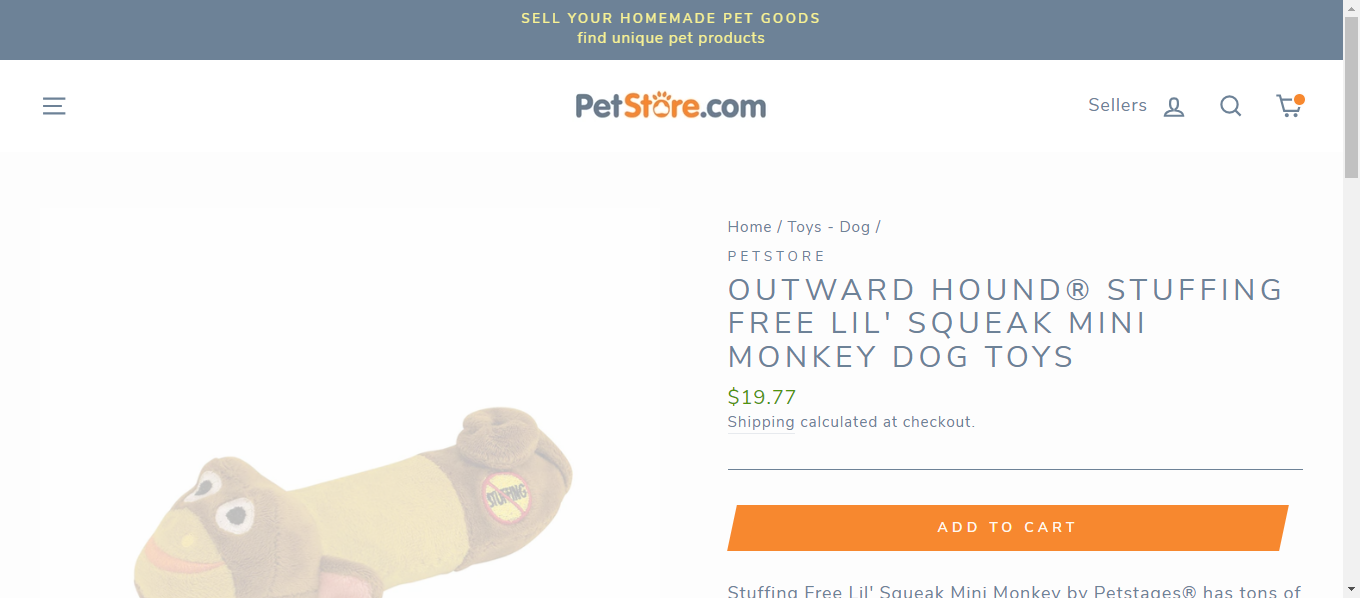 SELL YOUR HOMEMADE PET GOODS
find unique pet products
PetStore.com
Sellers
Home / Toys - Dog /
PETSTORE
OUTWARD HOUND® STUFFING
FREE LIL' SQUEAK MINI
MONKEY DOG TOYS
$19.77
Shipping calculated at checkout.
STUFFING
ADD TO CART
Stuffing Free Lil' Squeak Mini Monkey by Petstages® has tons of